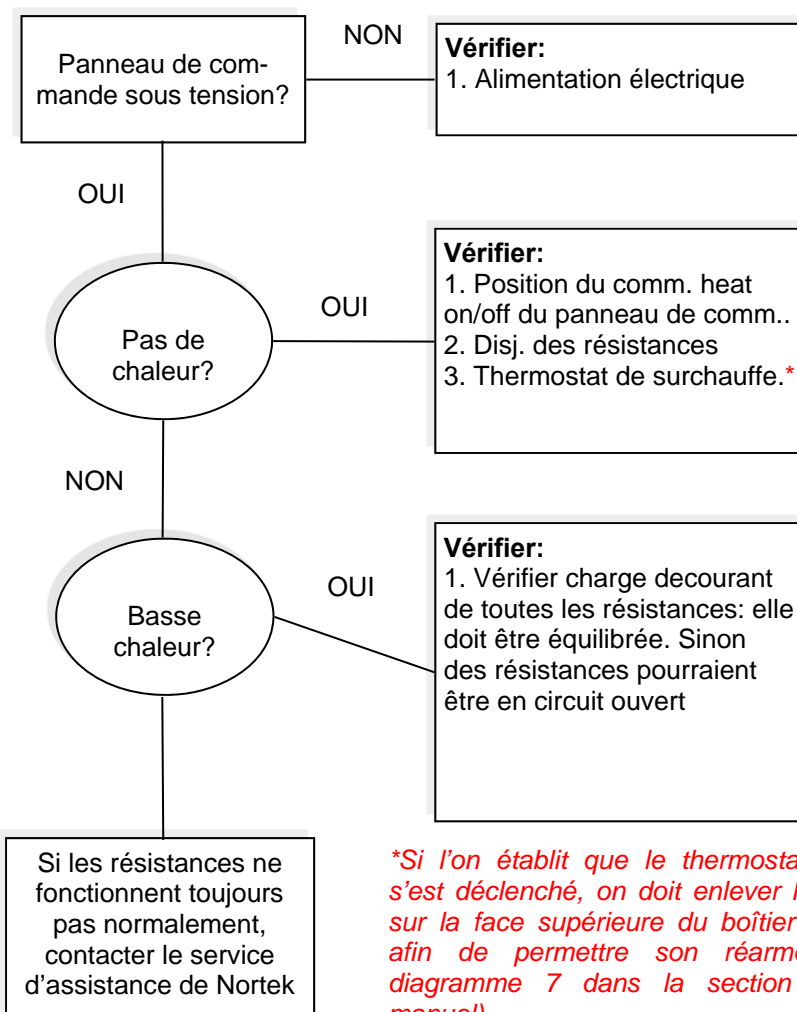 Panneau de com-
mande sous tension?
NON
Vérifier:
1. Alimentation électrique
OUI
Pas de
chaleur?
OUI
Vérifier:
1. Position du comm. heat
on/off du panneau de comm..
2. Disj. des résistances
3. Thermostat de surchauffe.*
NON
Basse
chaleur?
OUI
Vérifier:
1. Vérifier charge decourant
de toutes les résistances: elle
doit être équilibrée. Sinon
des résistances pourraient
être en circuit ouvert
Si les résistances ne
fonctionnent toujours
pas normalement,
contacter le service
d’assistance de Nortek
*Si l’on établit que le
s’est déclenché, on doit enlever
sur la face supérieure du boîtier
afin de permettre son
diagramme 7 dans la section